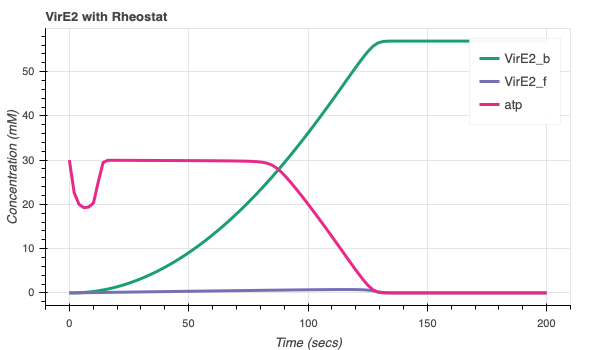 VirE2 with Rheostat
Concentration (mM)
50
40
30
20
10
0
VirE2_b
VirE2_f
atp
0 50 100 150 200
Time (secs)